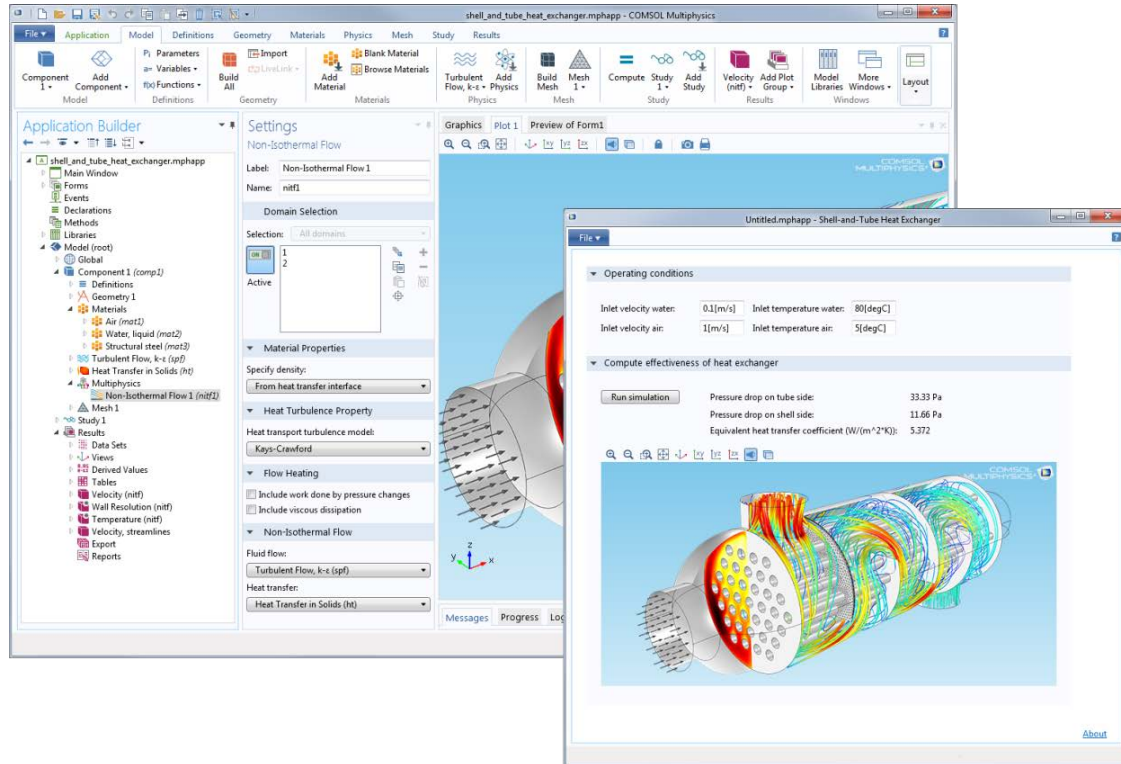 shell_and_tube_heat_exchanger.mphapp - COMSOL Multiphysics
File Application Model Definitions Geometry Materials Physics Mesh Study Results
Component 1
Add Component
Model
Pi Parameters
a= Variables
f(x) Functions
Definitions
Build All
Import
LiveLink
Geometry
Add Material
Blank Material
Browse Materials
Materials
Turbulent Flow, k-ε
Add Physics
Physics
Build Mesh
Mesh 1
Mesh
Compute
Study 1
Add Study
Study
Velocity (nitf)
Add Plot Group
Results
Model Libraries
More Windows
Windows
Layout
Application Builder
shell_and_tube_heat_exchanger.mphapp
Main Window
Forms
Events
Declarations
Methods
Libraries
Model (root)
Global
Component 1 (comp1)
Definitions
Geometry 1
Materials
Air (mat1)
Water, liquid (mat2)
Structural steel (mat3)
Turbulent Flow, k-ε (spf)
Heat Transfer in Solids (ht)
Multiphysics
Non-Isothermal Flow 1 (nitf1)
Mesh 1
Study 1
Results
Data Sets
Views
Derived Values
Tables
Velocity (nitf)
Wall Resolution (nitf)
Temperature (nitf)
Velocity, streamlines
Export
Reports
Settings
Non-Isothermal Flow
Label: Non-Isothermal Flow 1
Name: nitf1
Domain Selection
Selection: All domains
ON
Active
1
2
Material Properties
Specify density:
From heat transfer interface
Heat Turbulence Property
Heat transport turbulence model:
Kays-Crawford
Flow Heating
Include work done by pressure changes
Include viscous dissipation
Non-Isothermal Flow
Fluid flow:
Turbulent Flow, k-ε (spf)
Heat transfer:
Heat Transfer in Solids (ht)
Graphics Plot 1 Preview of Form1
xy yz zx
COMSOL
MULTIPHYSICS
z
y x
Messages Progress Log
Untitled.mphapp - Shell-and-Tube Heat Exchanger
File
Operating conditions
Inlet velocity water: 0.1[m/s] Inlet temperature water: 80[degC]
Inlet velocity air: 1[m/s] Inlet temperature air: 5[degC]
Compute effectiveness of heat exchanger
Run simulation
Pressure drop on tube side: 33.33 Pa
Pressure drop on shell side: 11.66 Pa
Equivalent heat transfer coefficient (W/(m^2*K)): 5.372
xy yz zx
COMSOL
MULTIPHYSICS
About